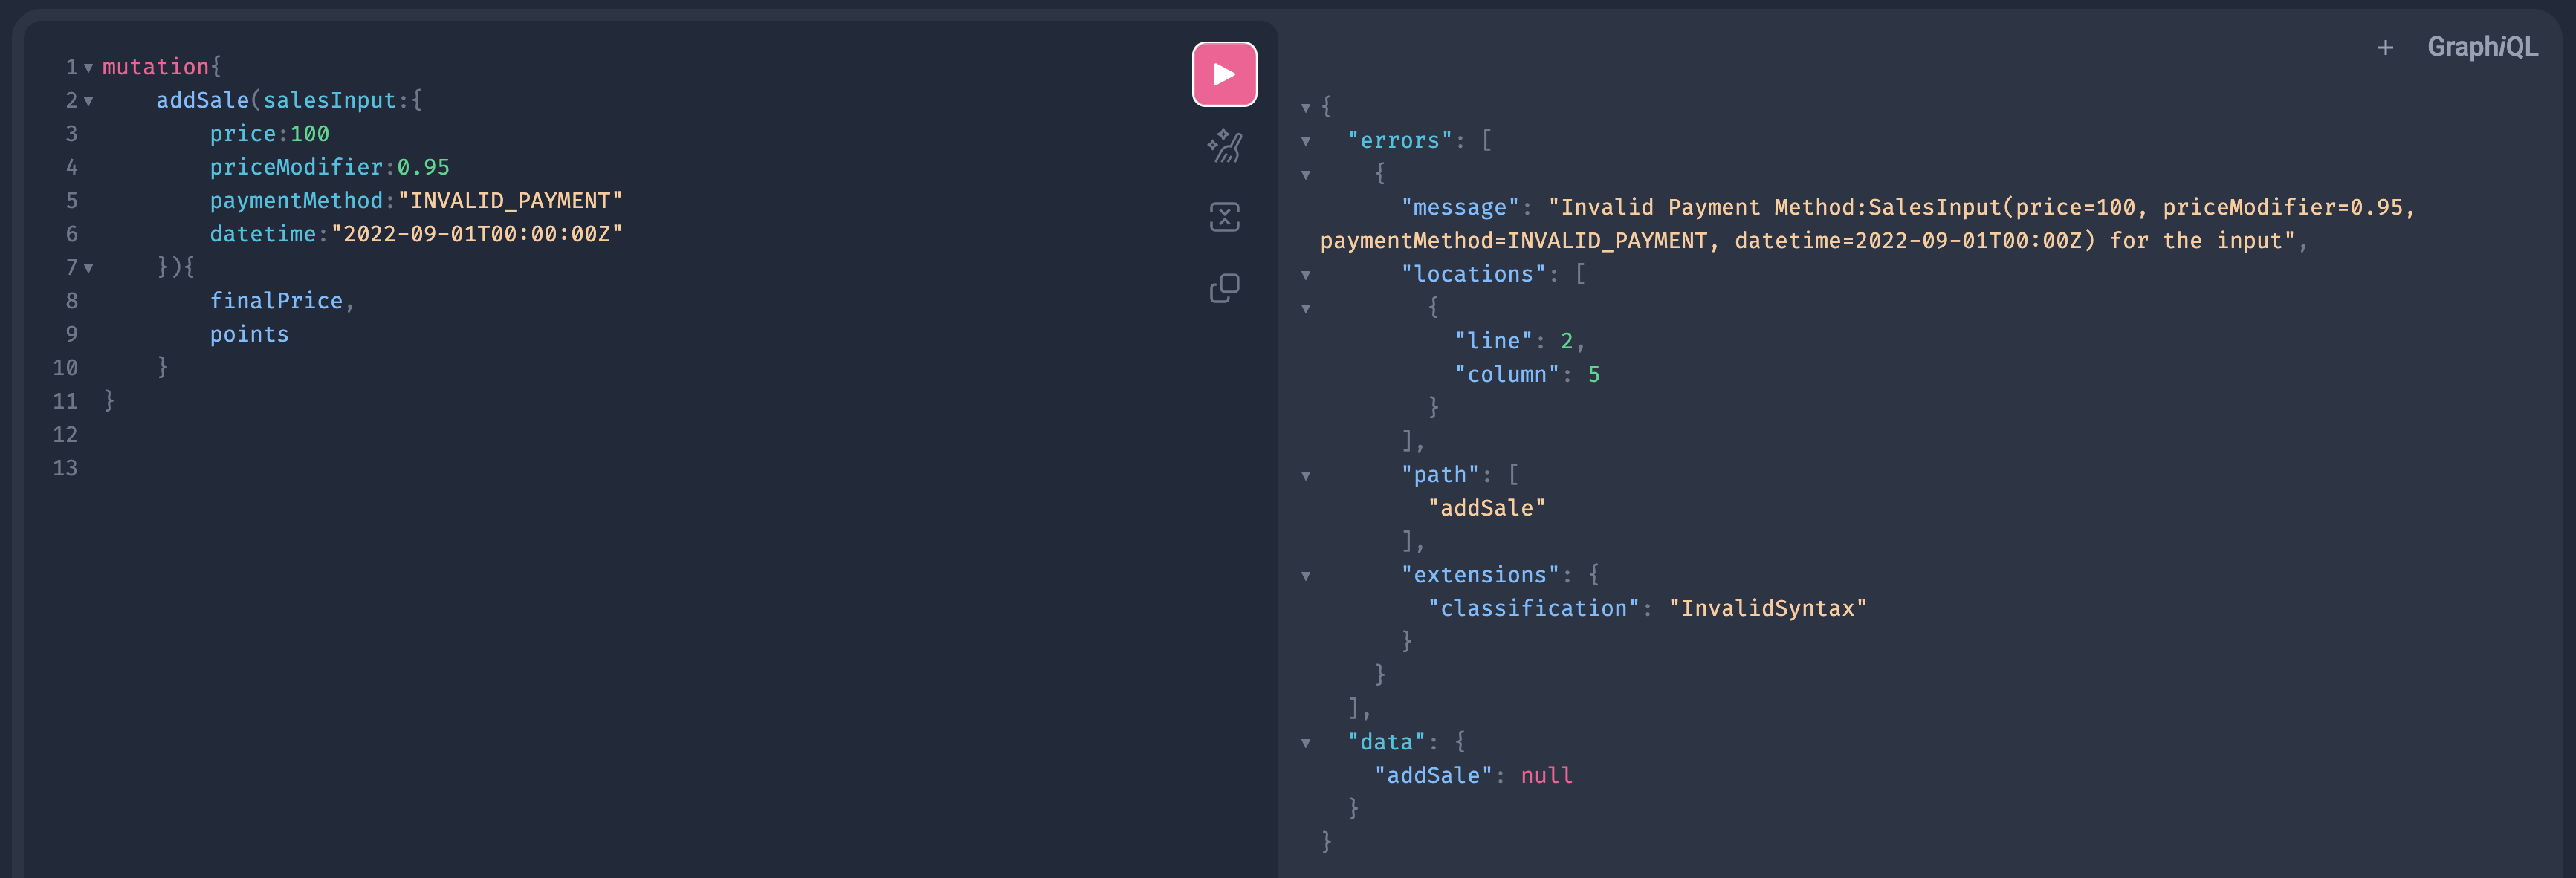 1 mutation{
2 addSale(salesInput:{
3 price:100
4 priceModifier:0.95
5 paymentMethod:"INVALID_PAYMENT"
6 datetime:"2022-09-01T00:00:00Z"
7 }){
8 finalPrice,
9 points
10 }
11 }
12
13
+ GraphiQL
{
"errors": [
{
"message": "Invalid Payment Method:SalesInput(price=100, priceModifier=0.95,
paymentMethod=INVALID_PAYMENT, datetime=2022-09-01T00:00Z) for the input",
"locations": [
{
"line": 2,
"column": 5
}
],
"path": [
"addSale"
],
"extensions": {
"classification": "InvalidSyntax"
}
}
],
"data": {
"addSale": null
}
}